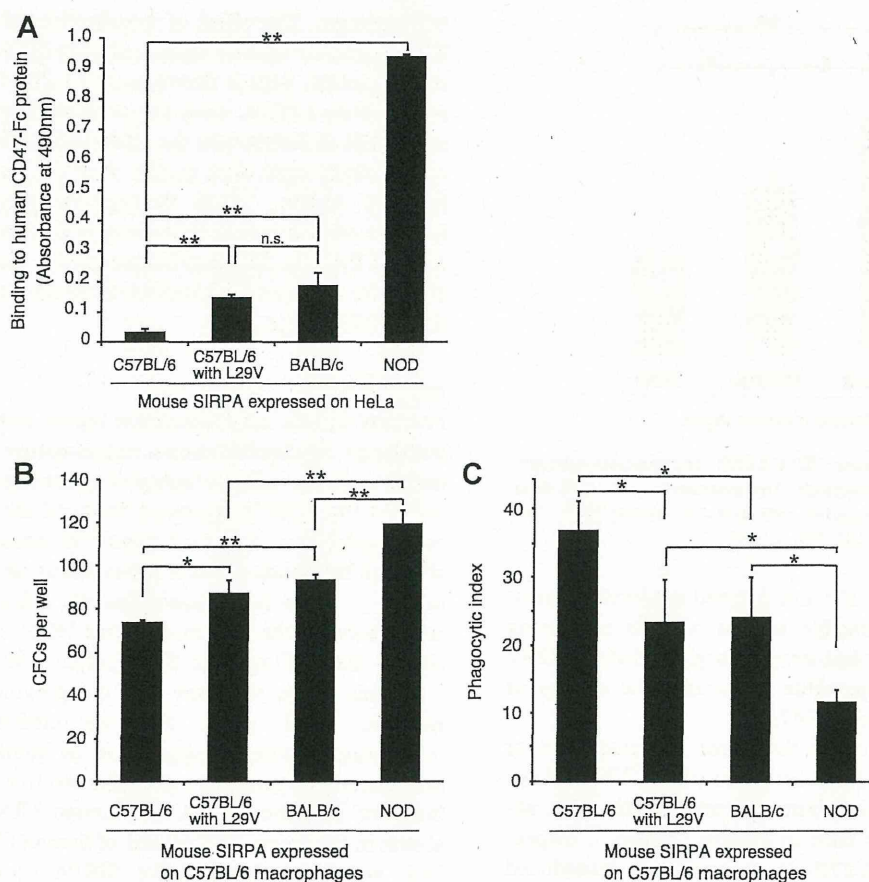 A
Binding to human CD47-Fc protein
(Absorbance at 490nm)
1.0
0.9
0.8
0.7
0.6
0.5
0.4
0.3
0.2
0.1
0
**
**
**
n.s.
C57BL/6
C57BL/6
with L29V
BALB/c
NOD
Mouse SIRPA expressed on HeLa
B
CFCs per well
140
120
100
80
60
40
20
0
**
**
**
*
C57BL/6
C57BL/6
with L29V
BALB/c
NOD
Mouse SIRPA expressed
on C57BL/6 macrophages
C
Phagocytic index
40
30
20
10
0
*
*
*
*
C57BL/6
C57BL/6
with L29V
BALB/c
NOD
Mouse SIRPA expressed
on C57BL/6 macrophages